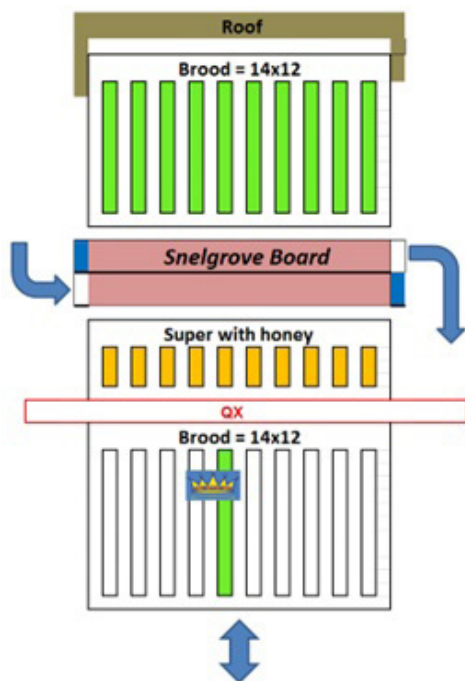 Roof
Brood = 14x12
Snelgrove Board
Super with honey
QX
Brood = 14x12